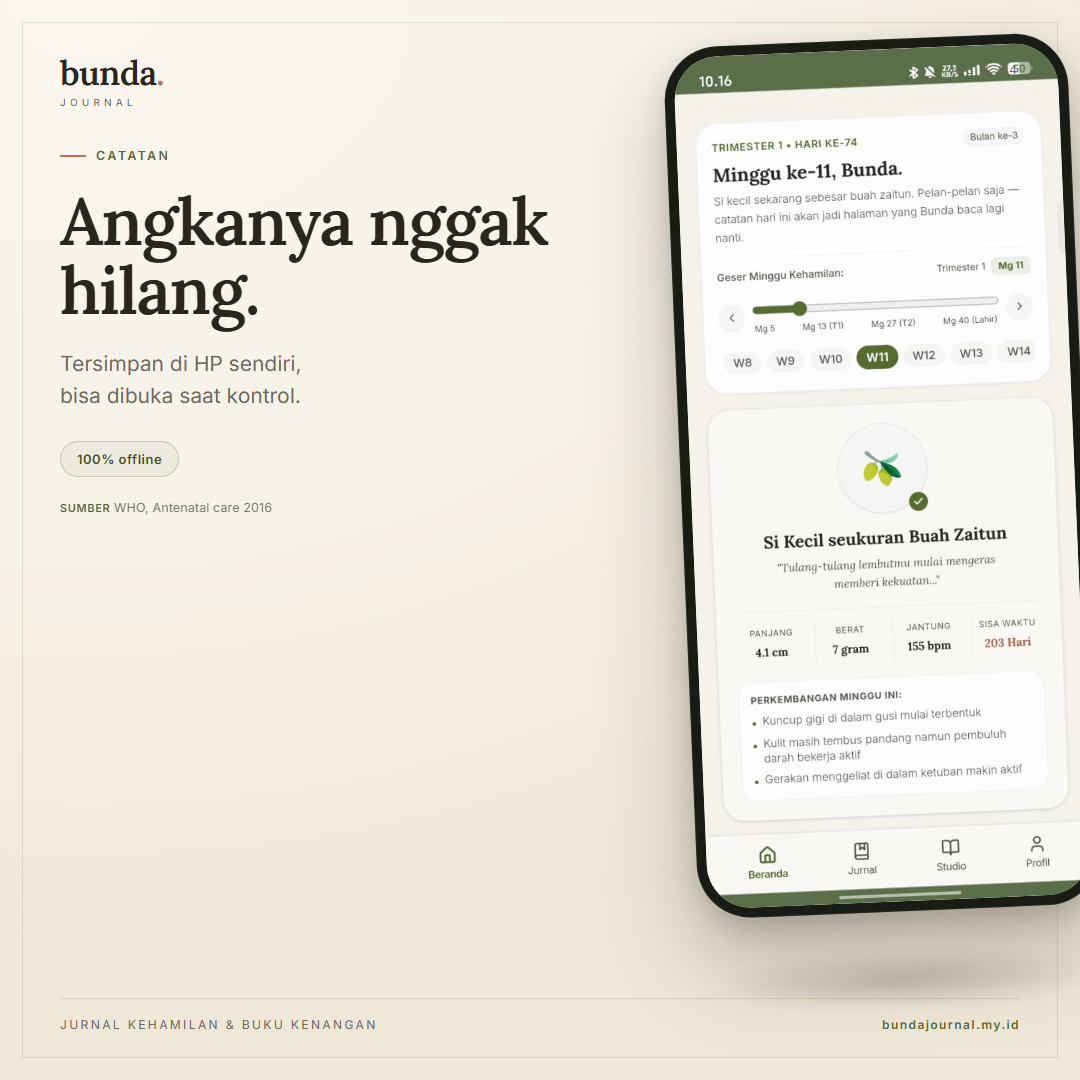 bunda.
JOURNAL
CATATAN
Angkanya nggak
hilang.
Tersimpan di HP sendiri,
bisa dibuka saat kontrol.
100% offline
SUMBER WHO, Antenatal care 2016
10.16
27,3
KB/S
TRIMESTER 1 • HARI KE-74
Bulan ke-3
Minggu ke-11, Bunda.
Si kecil sekarang sebesar buah zaitun. Pelan-pelan saja —
catatan hari ini akan jadi halaman yang Bunda baca lagi
nanti.
Geser Minggu Kehamilan:
Trimester 1
Mg 11
Mg 5
Mg 13 (T1)
Mg 27 (T2)
Mg 40 (Lahir)
W8
W9
W10
W11
W12
W13
W14
Si Kecil seukuran Buah Zaitun
"Tulang-tulang lembutmu mulai mengeras
memberi kekuatan..."
PANJANG
BERAT
JANTUNG
SISA WAKTU
4.1 cm
7 gram
155 bpm
203 Hari
PERKEMBANGAN MINGGU INI:
• Kuncup gigi di dalam gusi mulai terbentuk
• Kulit masih tembus pandang namun pembuluh
darah bekerja aktif
• Gerakan menggeliat di dalam ketuban makin aktif
Beranda
Jurnal
Studio
Profil
JURNAL KEHAMILAN & BUKU KENANGAN
bundajournal.my.id